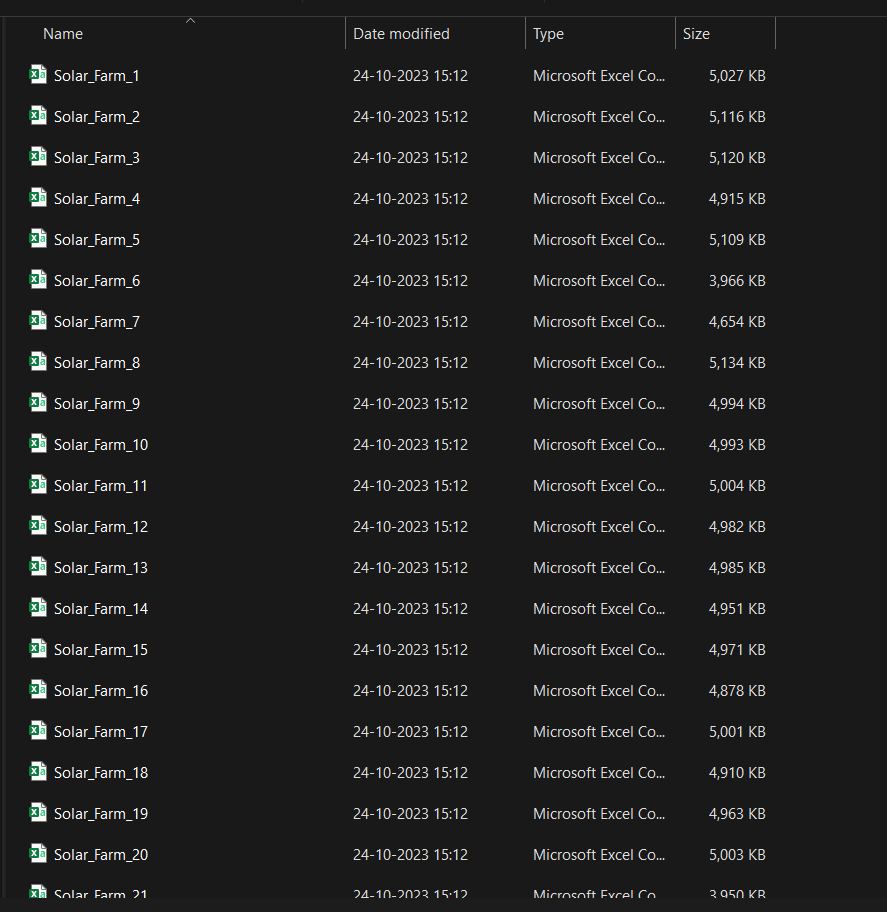 Name Date modified Type Size
Solar_Farm_1 24-10-2023 15:12 Microsoft Excel Co... 5,027 KB
Solar_Farm_2 24-10-2023 15:12 Microsoft Excel Co... 5,116 KB
Solar_Farm_3 24-10-2023 15:12 Microsoft Excel Co... 5,120 KB
Solar_Farm_4 24-10-2023 15:12 Microsoft Excel Co... 4,915 KB
Solar_Farm_5 24-10-2023 15:12 Microsoft Excel Co... 5,109 KB
Solar_Farm_6 24-10-2023 15:12 Microsoft Excel Co... 3,966 KB
Solar_Farm_7 24-10-2023 15:12 Microsoft Excel Co... 4,654 KB
Solar_Farm_8 24-10-2023 15:12 Microsoft Excel Co... 5,134 KB
Solar_Farm_9 24-10-2023 15:12 Microsoft Excel Co... 4,994 KB
Solar_Farm_10 24-10-2023 15:12 Microsoft Excel Co... 4,993 KB
Solar_Farm_11 24-10-2023 15:12 Microsoft Excel Co... 5,004 KB
Solar_Farm_12 24-10-2023 15:12 Microsoft Excel Co... 4,982 KB
Solar_Farm_13 24-10-2023 15:12 Microsoft Excel Co... 4,985 KB
Solar_Farm_14 24-10-2023 15:12 Microsoft Excel Co... 4,951 KB
Solar_Farm_15 24-10-2023 15:12 Microsoft Excel Co... 4,971 KB
Solar_Farm_16 24-10-2023 15:12 Microsoft Excel Co... 4,878 KB
Solar_Farm_17 24-10-2023 15:12 Microsoft Excel Co... 5,001 KB
Solar_Farm_18 24-10-2023 15:12 Microsoft Excel Co... 4,910 KB
Solar_Farm_19 24-10-2023 15:12 Microsoft Excel Co... 4,963 KB
Solar_Farm_20 24-10-2023 15:12 Microsoft Excel Co... 5,003 KB
Solar_Farm_21 24-10-2023 15:12 Microsoft Excel Co... 3,950 KB